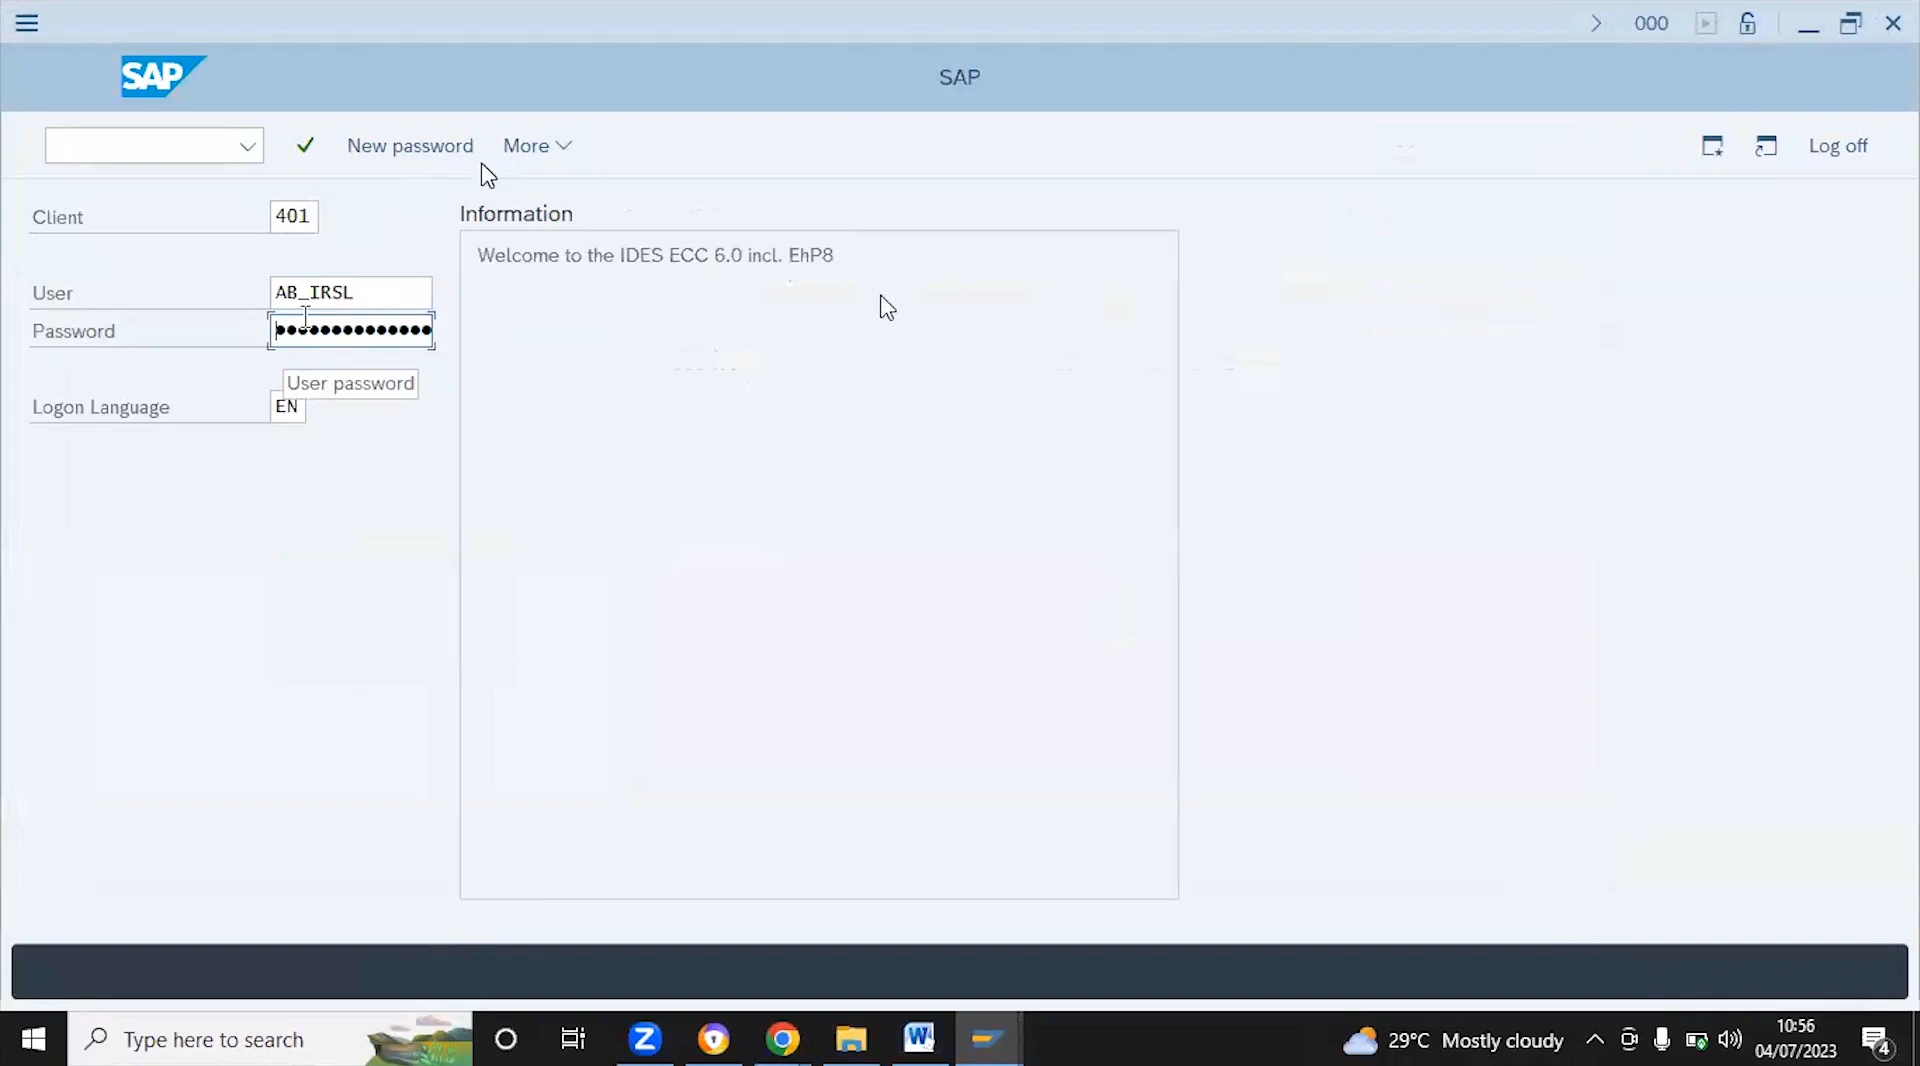 000
SAP
SAP
New password
More
Log off
Client
401
Information
Welcome to the IDES ECC 6.0 incl. EhP8
User
AB_IRSL
Password
User password
Logon Language
EN
Type here to search
Z
W
29°C Mostly cloudy
10:56
04/07/2023
4